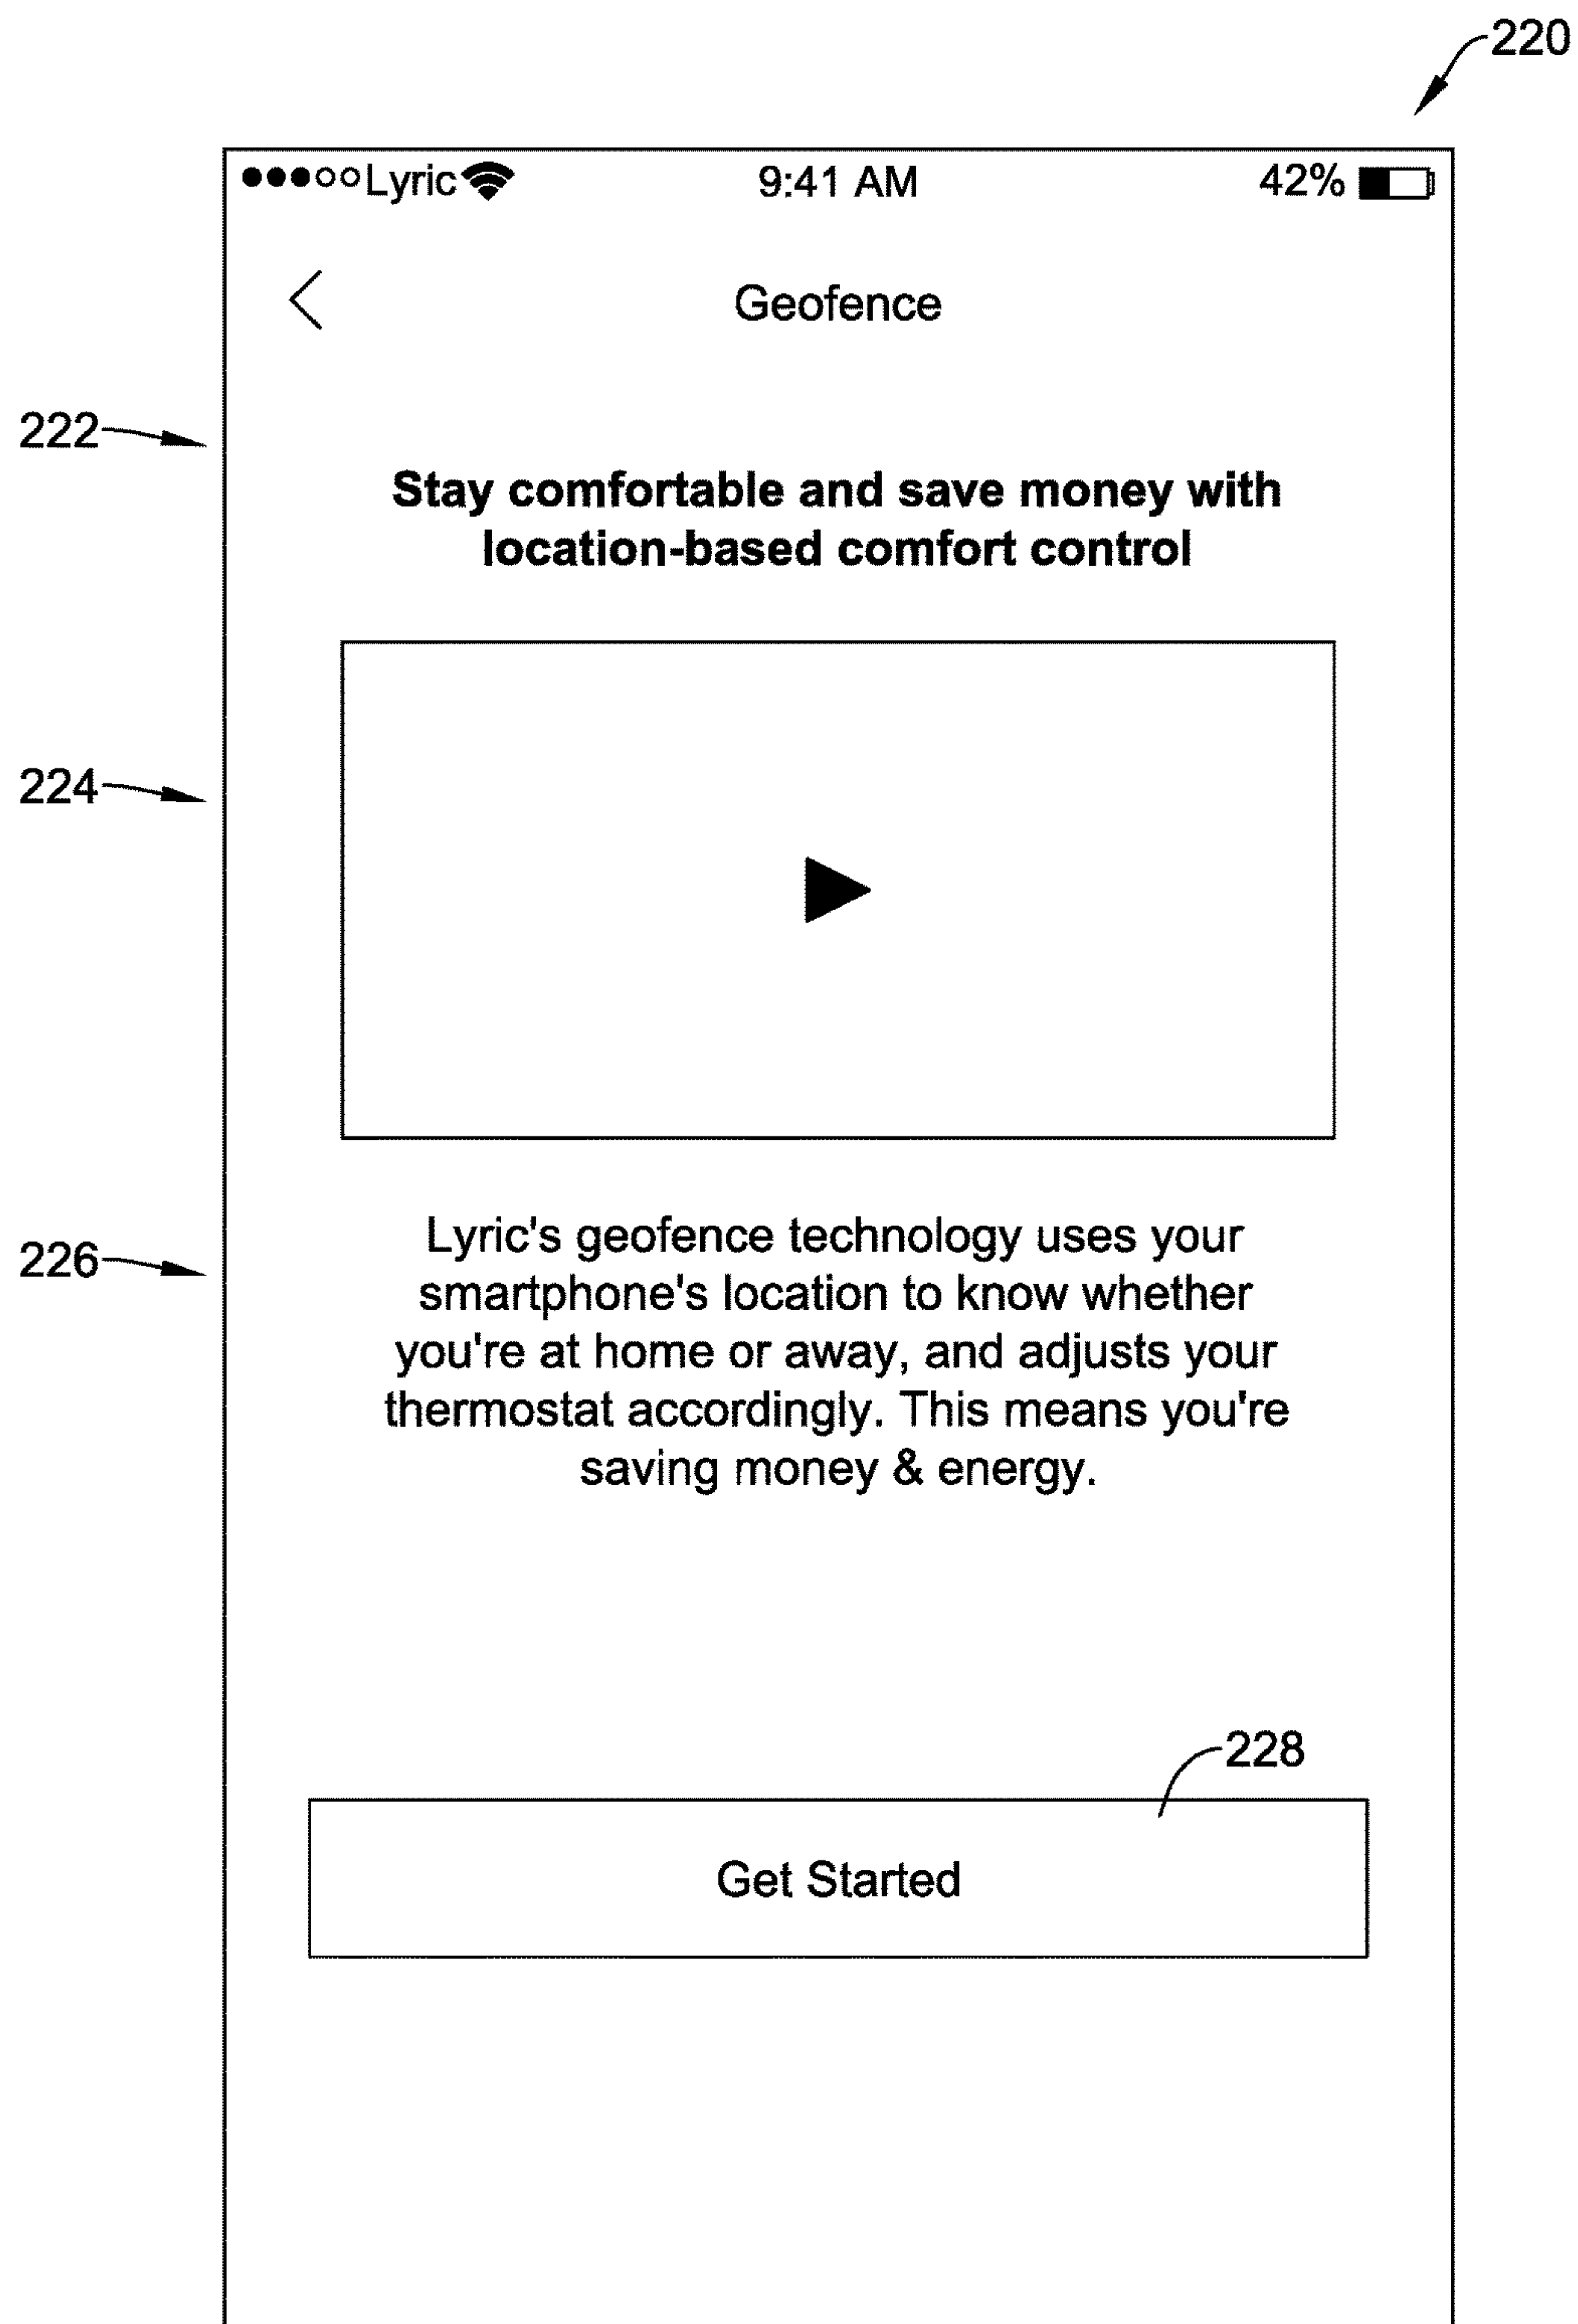 220
Lyric 9:41 AM 42%
Geofence
222
Stay comfortable and save money with
location-based comfort control
224
226
Lyric's geofence technology uses your
smartphone's location to know whether
you're at home or away, and adjusts your
thermostat accordingly. This means you're
saving money & energy.
228
Get Started